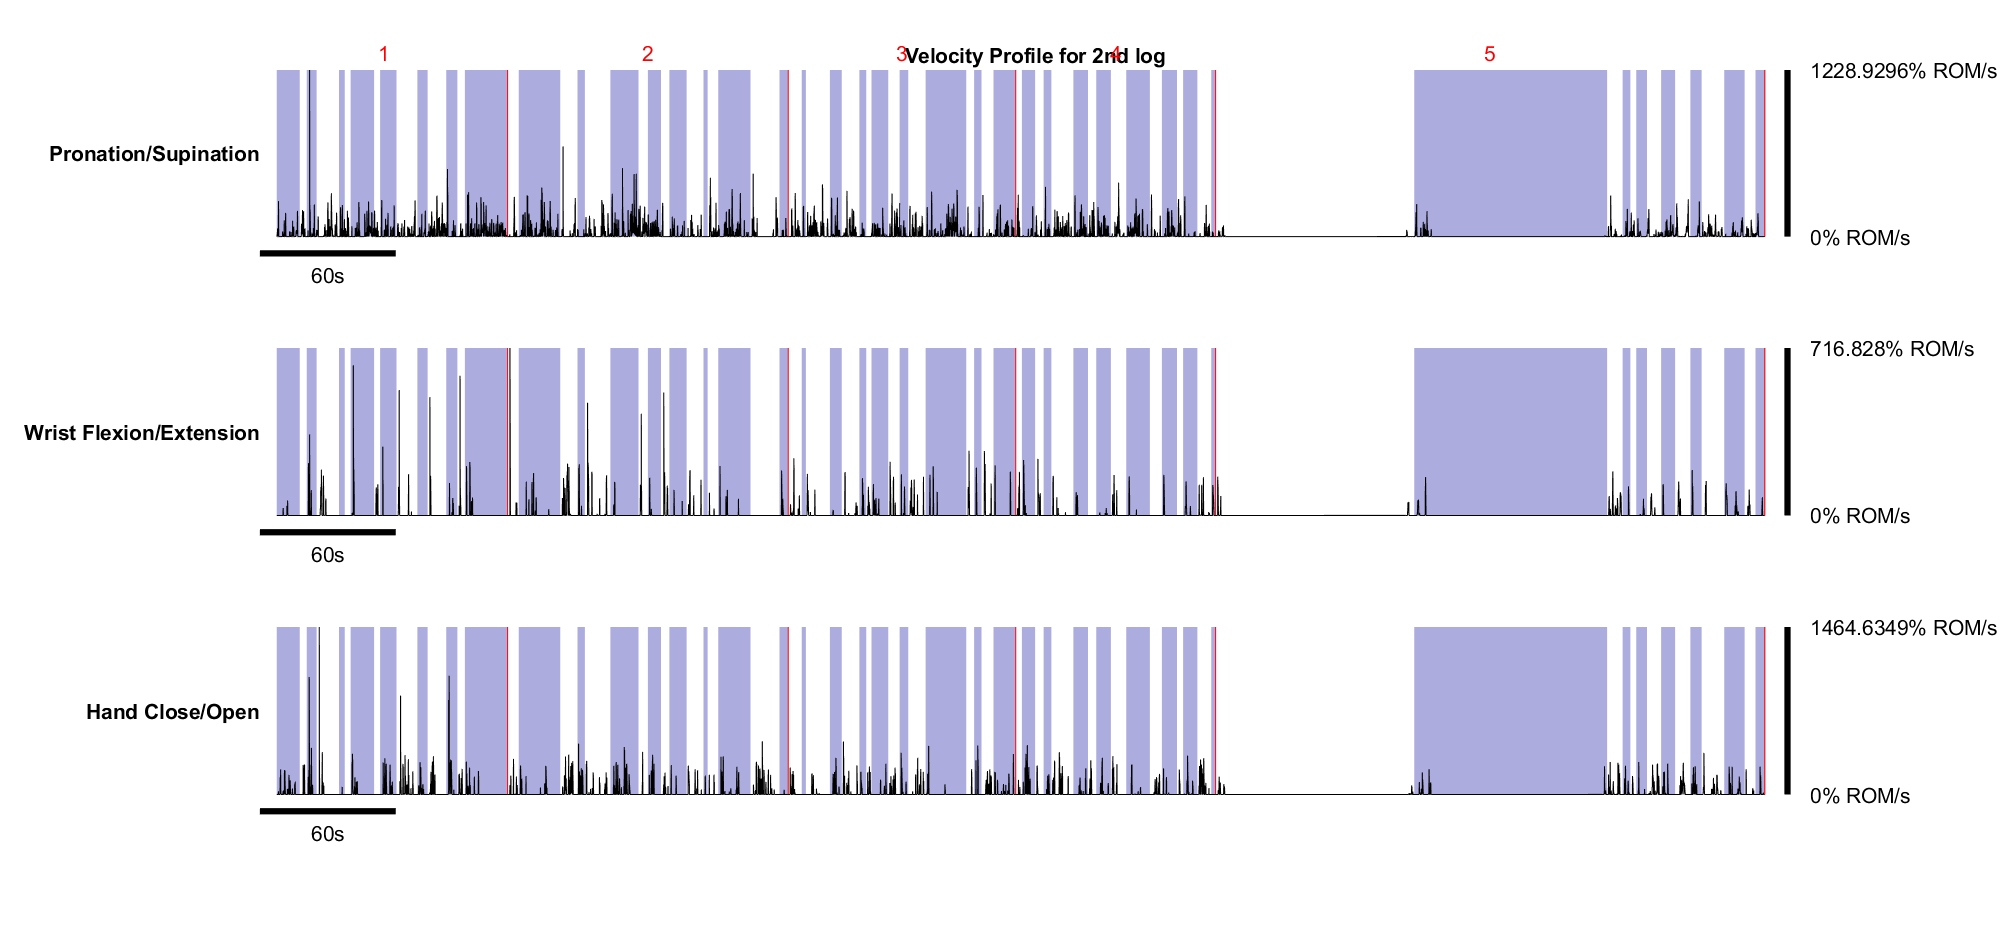 1 2 3 4 5
Velocity Profile for 2nd log
1228.9296% ROM/s
Pronation/Supination
0% ROM/s
60s
716.828% ROM/s
Wrist Flexion/Extension
0% ROM/s
60s
1464.6349% ROM/s
Hand Close/Open
0% ROM/s
60s